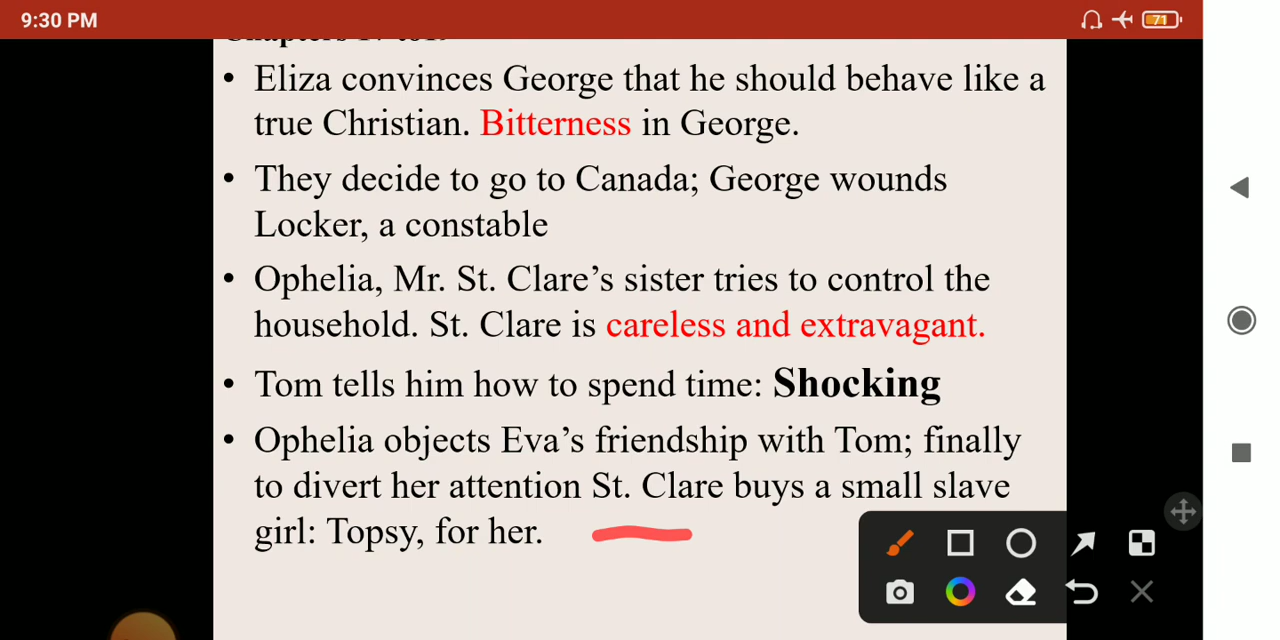 9:30 PM
71
• Eliza convinces George that he should behave like a
true Christian. Bitterness in George.
• They decide to go to Canada; George wounds
Locker, a constable
• Ophelia, Mr. St. Clare’s sister tries to control the
household. St. Clare is careless and extravagant.
• Tom tells him how to spend time: Shocking
• Ophelia objects Eva’s friendship with Tom; finally
to divert her attention St. Clare buys a small slave
girl: Topsy, for her.